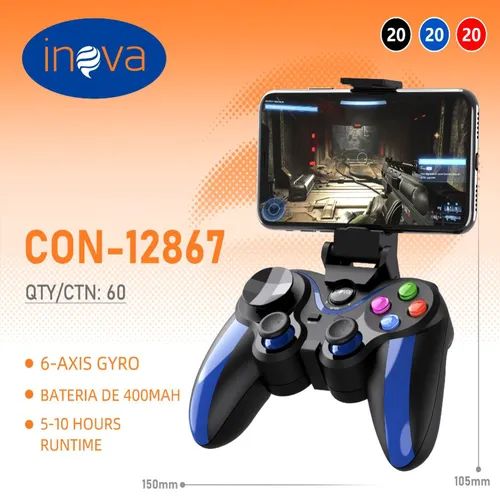 inova
20 20 20
CON-12867
QTY/CTN: 60
6-AXIS GYRO
BATERIA DE 400MAH
5-10 HOURS
RUNTIME
150mm
105mm